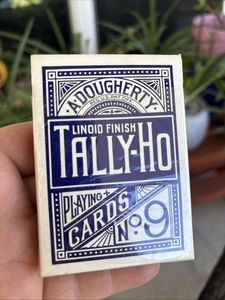 A. DOUGHERTY
LINOID FINISH
TALLY-HO
PLAYING
CARDS
No. 9